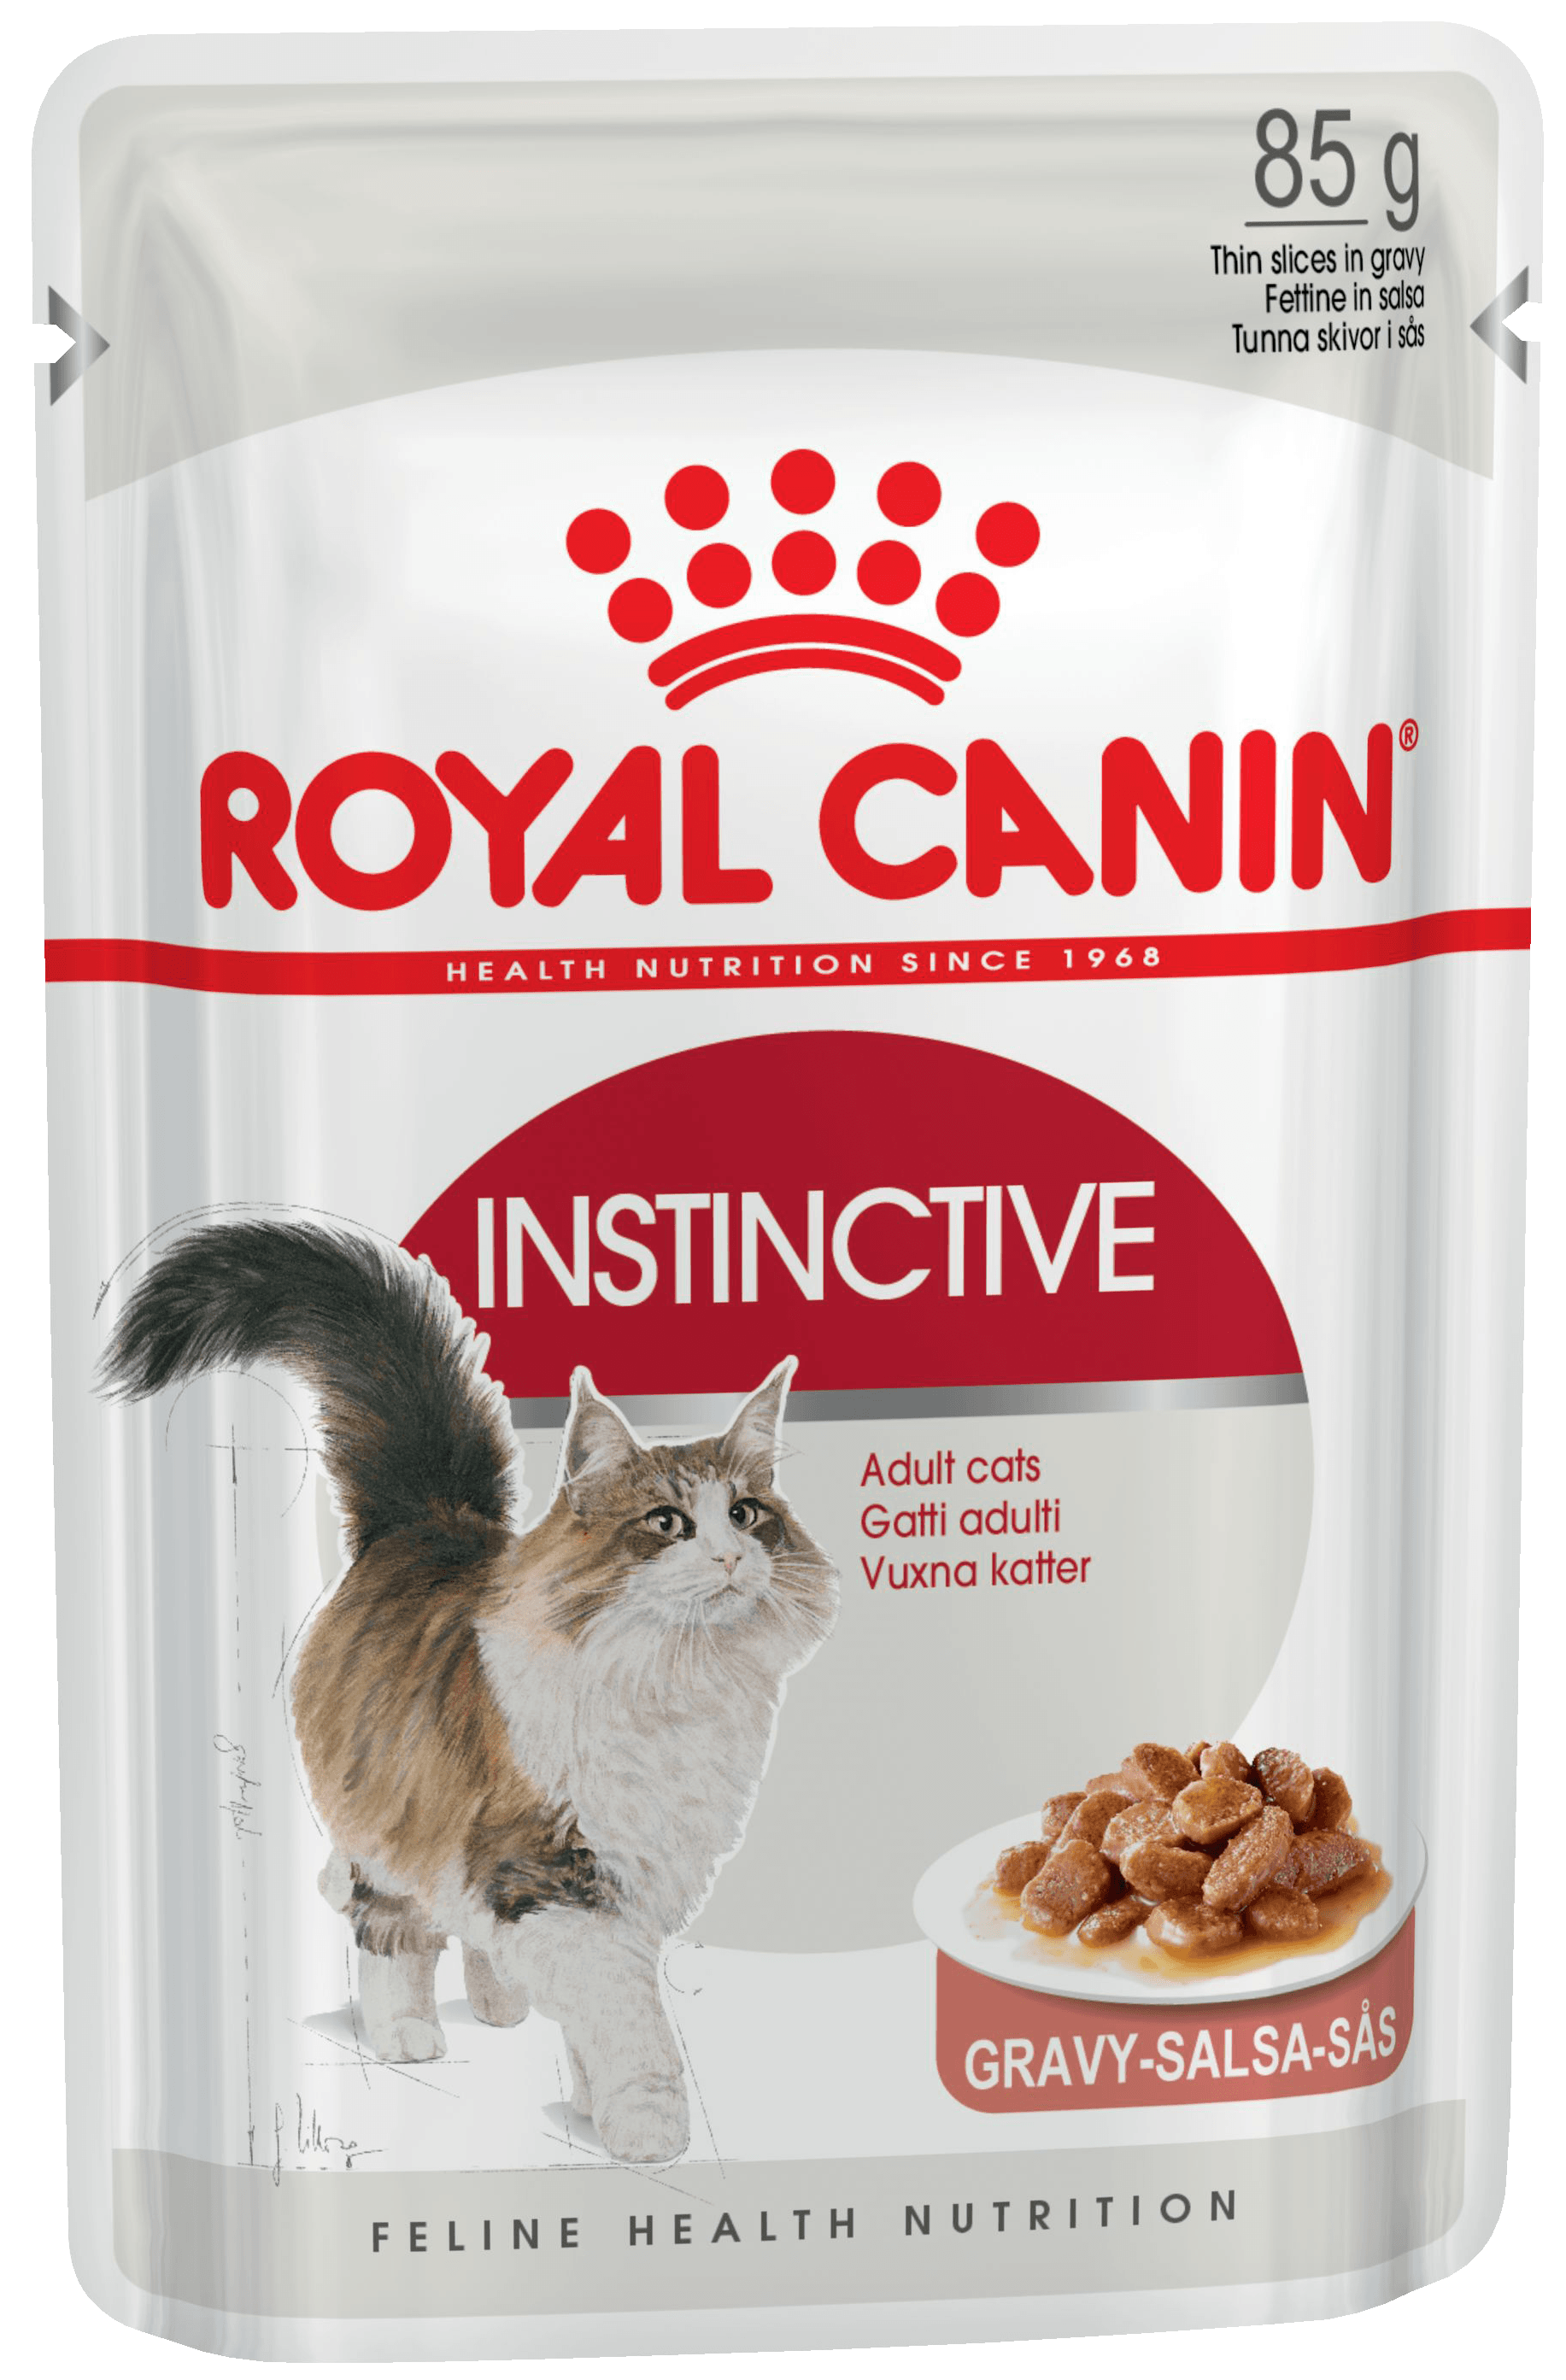 85 g
Thin slices in gravy
Fettine in salsa
Tunna skivor i sås
ROYAL CANIN®
HEALTH NUTRITION SINCE 1968
INSTINCTIVE
Adult cats
Gatti adulti
Vuxna katter
GRAVY-SALSA-SÅS
FELINE HEALTH NUTRITION